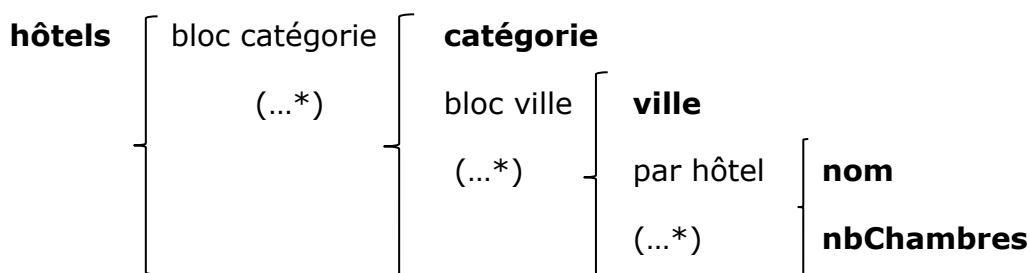 hôtels bloc catégorie catégorie
(…*) bloc ville ville
(…*) par hôtel nom
(…*) nbChambres